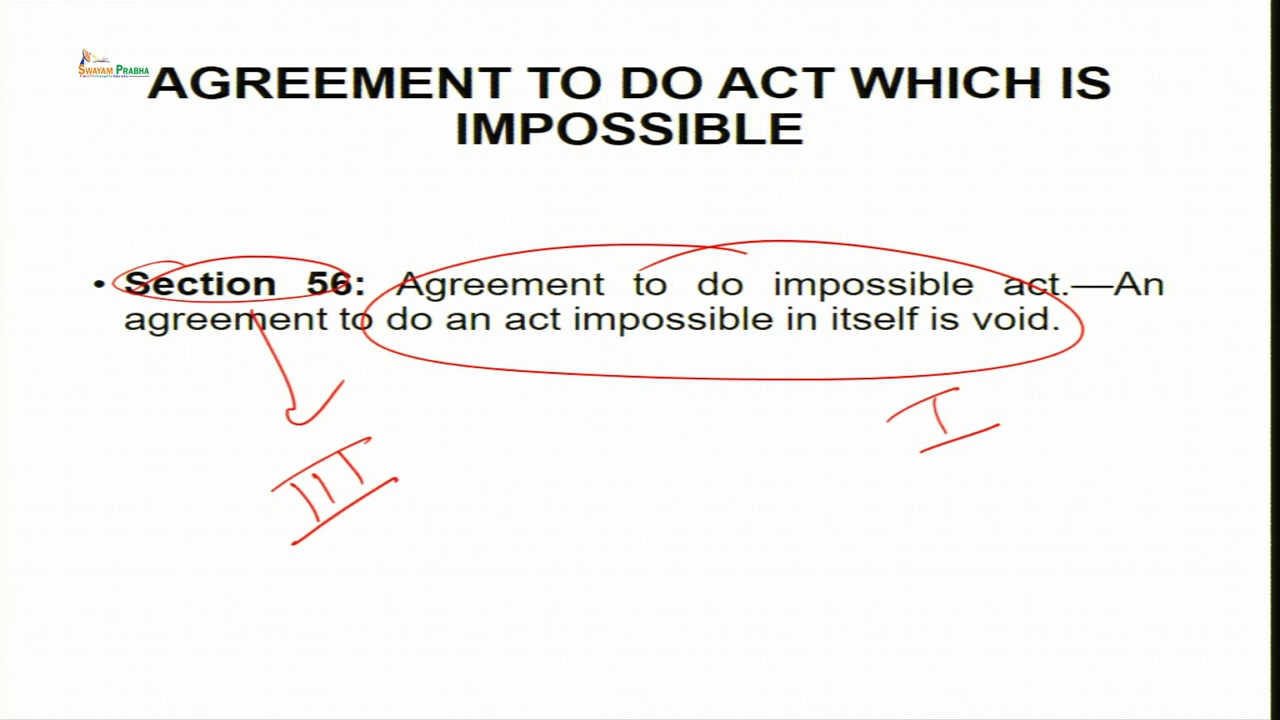 SWAYAM PRABHA
AGREEMENT TO DO ACT WHICH IS
IMPOSSIBLE
• Section 56: Agreement to do impossible act.—An
agreement to do an act impossible in itself is void.
I
III